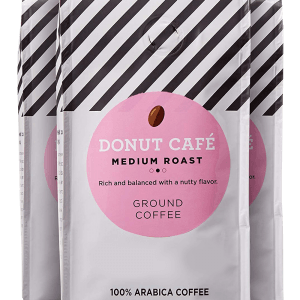 DONUT CAFÉ
MEDIUM ROAST
Rich and balanced with a nutty flavor.
GROUND
COFFEE
100% ARABICA COFFEE